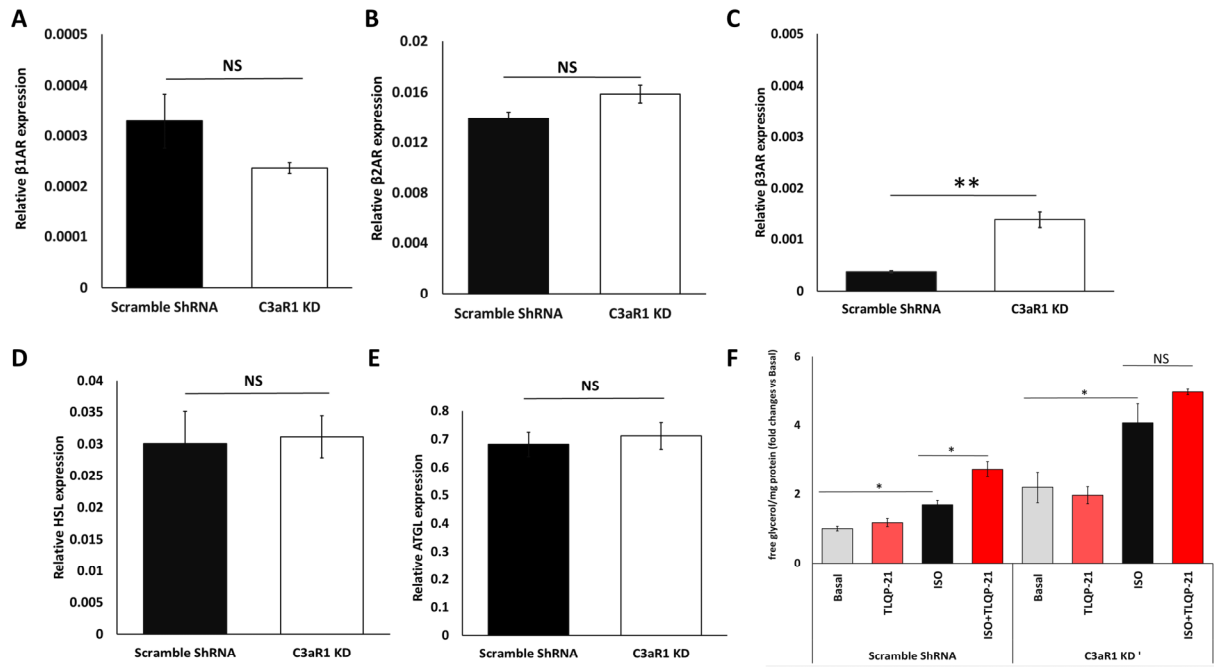 A
Relative β1AR expression
0.0005
0.0004
0.0003
0.0002
0.0001
0
NS
Scramble ShRNA
C3aR1 KD
B
Relative β2AR expression
0.02
0.016
0.012
0.008
0.004
0
NS
Scramble ShRNA
C3aR1 KD
C
Relative β3AR expression
0.005
0.004
0.003
0.002
0.001
0
**
Scramble ShRNA
C3aR1 KD
D
Relative HSL expression
0.04
0.035
0.03
0.025
0.02
0.015
0.01
0.005
0
NS
Scramble ShRNA
C3aR1 KD
E
Relative ATGL expression
0.8
0.7
0.6
0.5
0.4
0.3
0.2
0.1
0
NS
Scramble ShRNA
C3aR1 KD
F
free glycerol/mg protein (fold changes vs Basal)
6
4
2
0
*
*
*
NS
Basal
TLQP-21
ISO
ISO+TLQP-21
Basal
TLQP-21
ISO
ISO+TLQP-21
Scramble ShRNA
C3aR1 KD '